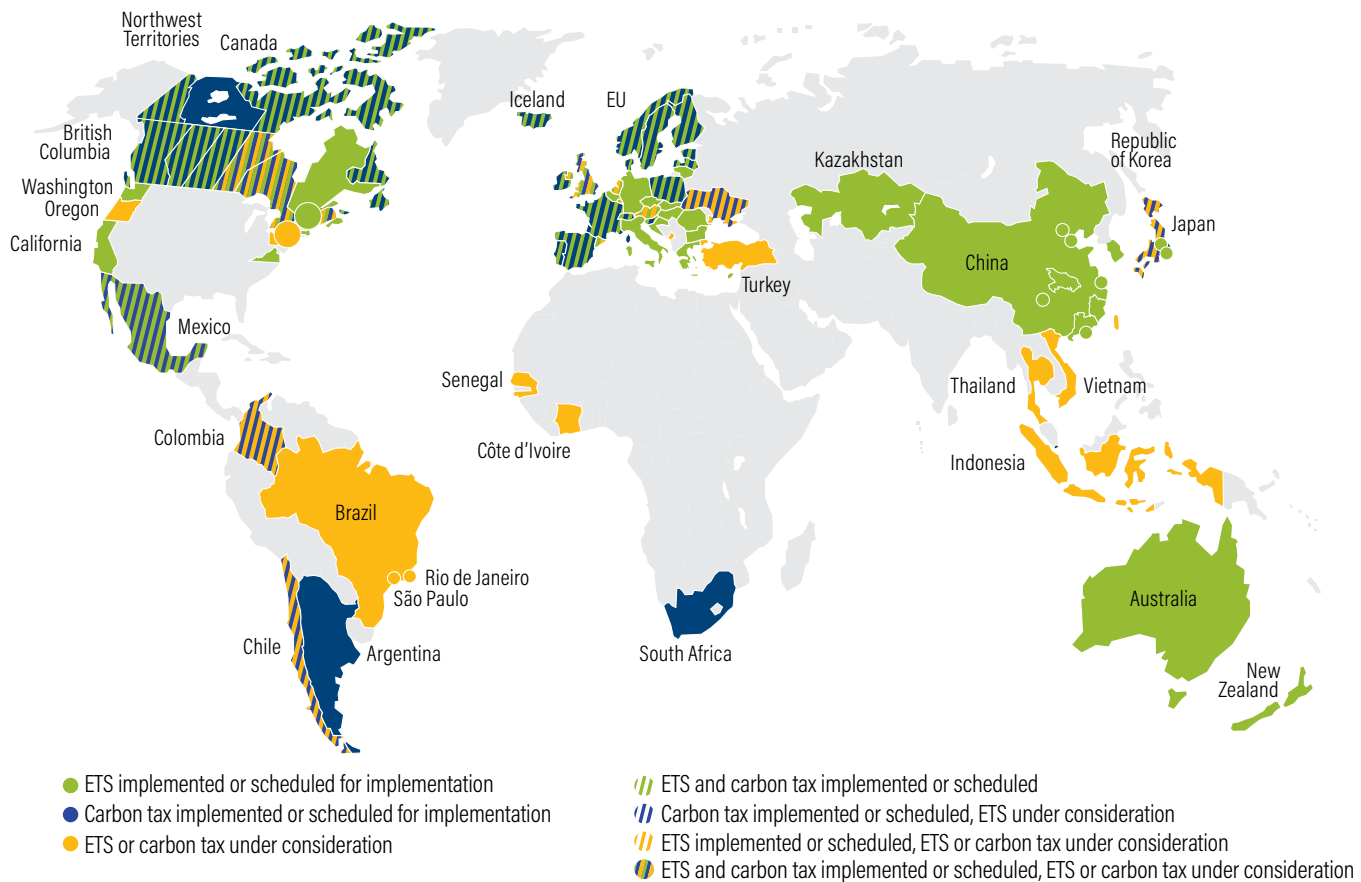 Northwest
Territories
Canada
British
Columbia
Washington
Oregon
California
Mexico
Iceland
EU
Kazakhstan
Republic
of Korea
Japan
China
Turkey
Senegal
Côte d’Ivoire
Thailand
Vietnam
Indonesia
Colombia
Brazil
Rio de Janeiro
São Paulo
Chile
Argentina
South Africa
Australia
New
Zealand
ETS implemented or scheduled for implementation
Carbon tax implemented or scheduled for implementation
ETS or carbon tax under consideration
ETS and carbon tax implemented or scheduled
Carbon tax implemented or scheduled, ETS under consideration
ETS implemented or scheduled, ETS or carbon tax under consideration
ETS and carbon tax implemented or scheduled, ETS or carbon tax under consideration